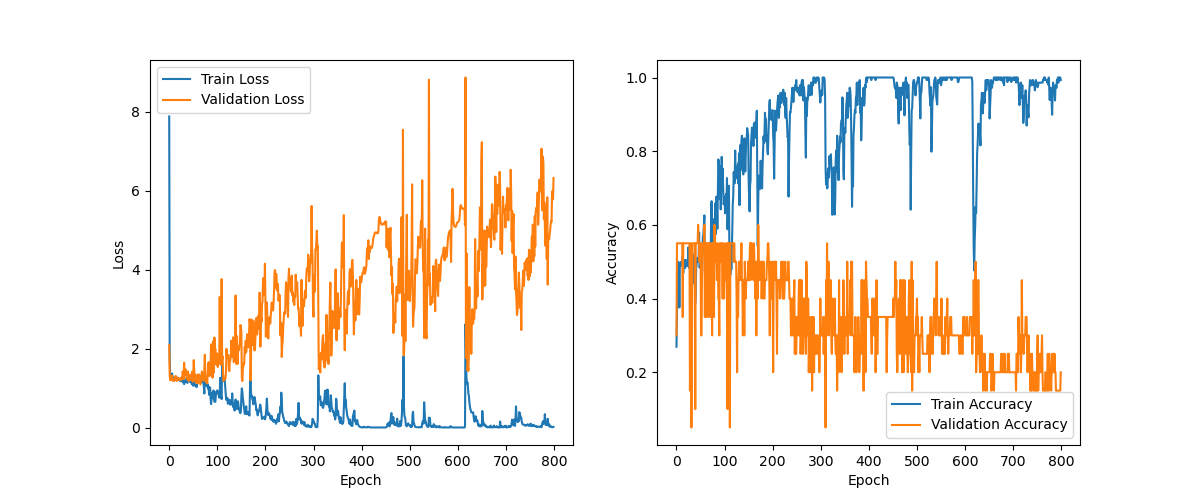 Train Loss
Validation Loss
8
6
4
2
0
Loss
0 100 200 300 400 500 600 700 800
Epoch
1.0
0.8
0.6
0.4
0.2
Accuracy
Train Accuracy
Validation Accuracy
0 100 200 300 400 500 600 700 800
Epoch